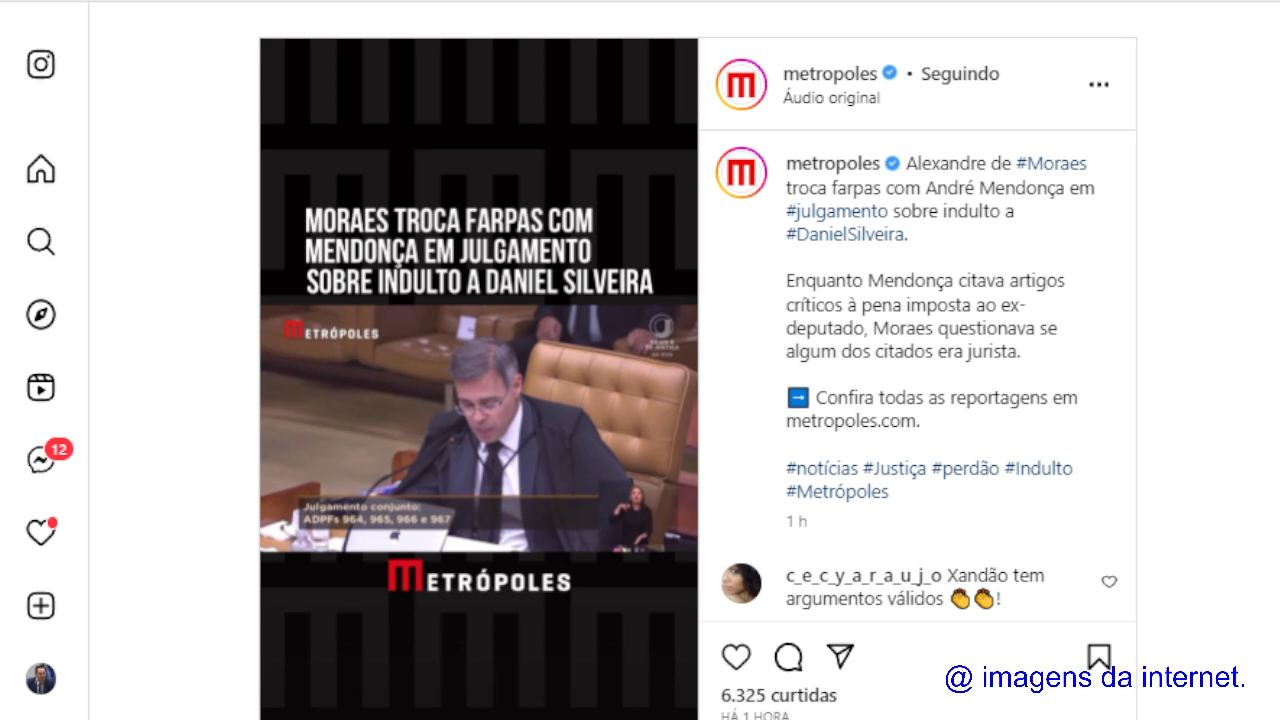 MORAES TROCA FARPAS COM
MENDONÇA EM JULGAMENTO
SOBRE INDULTO A DANIEL SILVEIRA
METRÓPOLES
Julgamento conjunto:
ADPFs 964, 965, 966 e 967
METRÓPOLES
12
metropoles • Seguindo
Áudio original
metropoles Alexandre de #Moraes
troca farpas com André Mendonça em
#julgamento sobre indulto a
#DanielSilveira.
Enquanto Mendonça citava artigos
críticos à pena imposta ao ex-
deputado, Moraes questionava se
algum dos citados era jurista.
➡️ Confira todas as reportagens em
metropoles.com.
#notícias #Justiça #perdão #Indulto
#Metrópoles
1 h
c_e_c_y_a_r_a_u_j_o Xandão tem
argumentos válidos 👏👏!
6.325 curtidas
HÁ 1 HORA
@ imagens da internet.